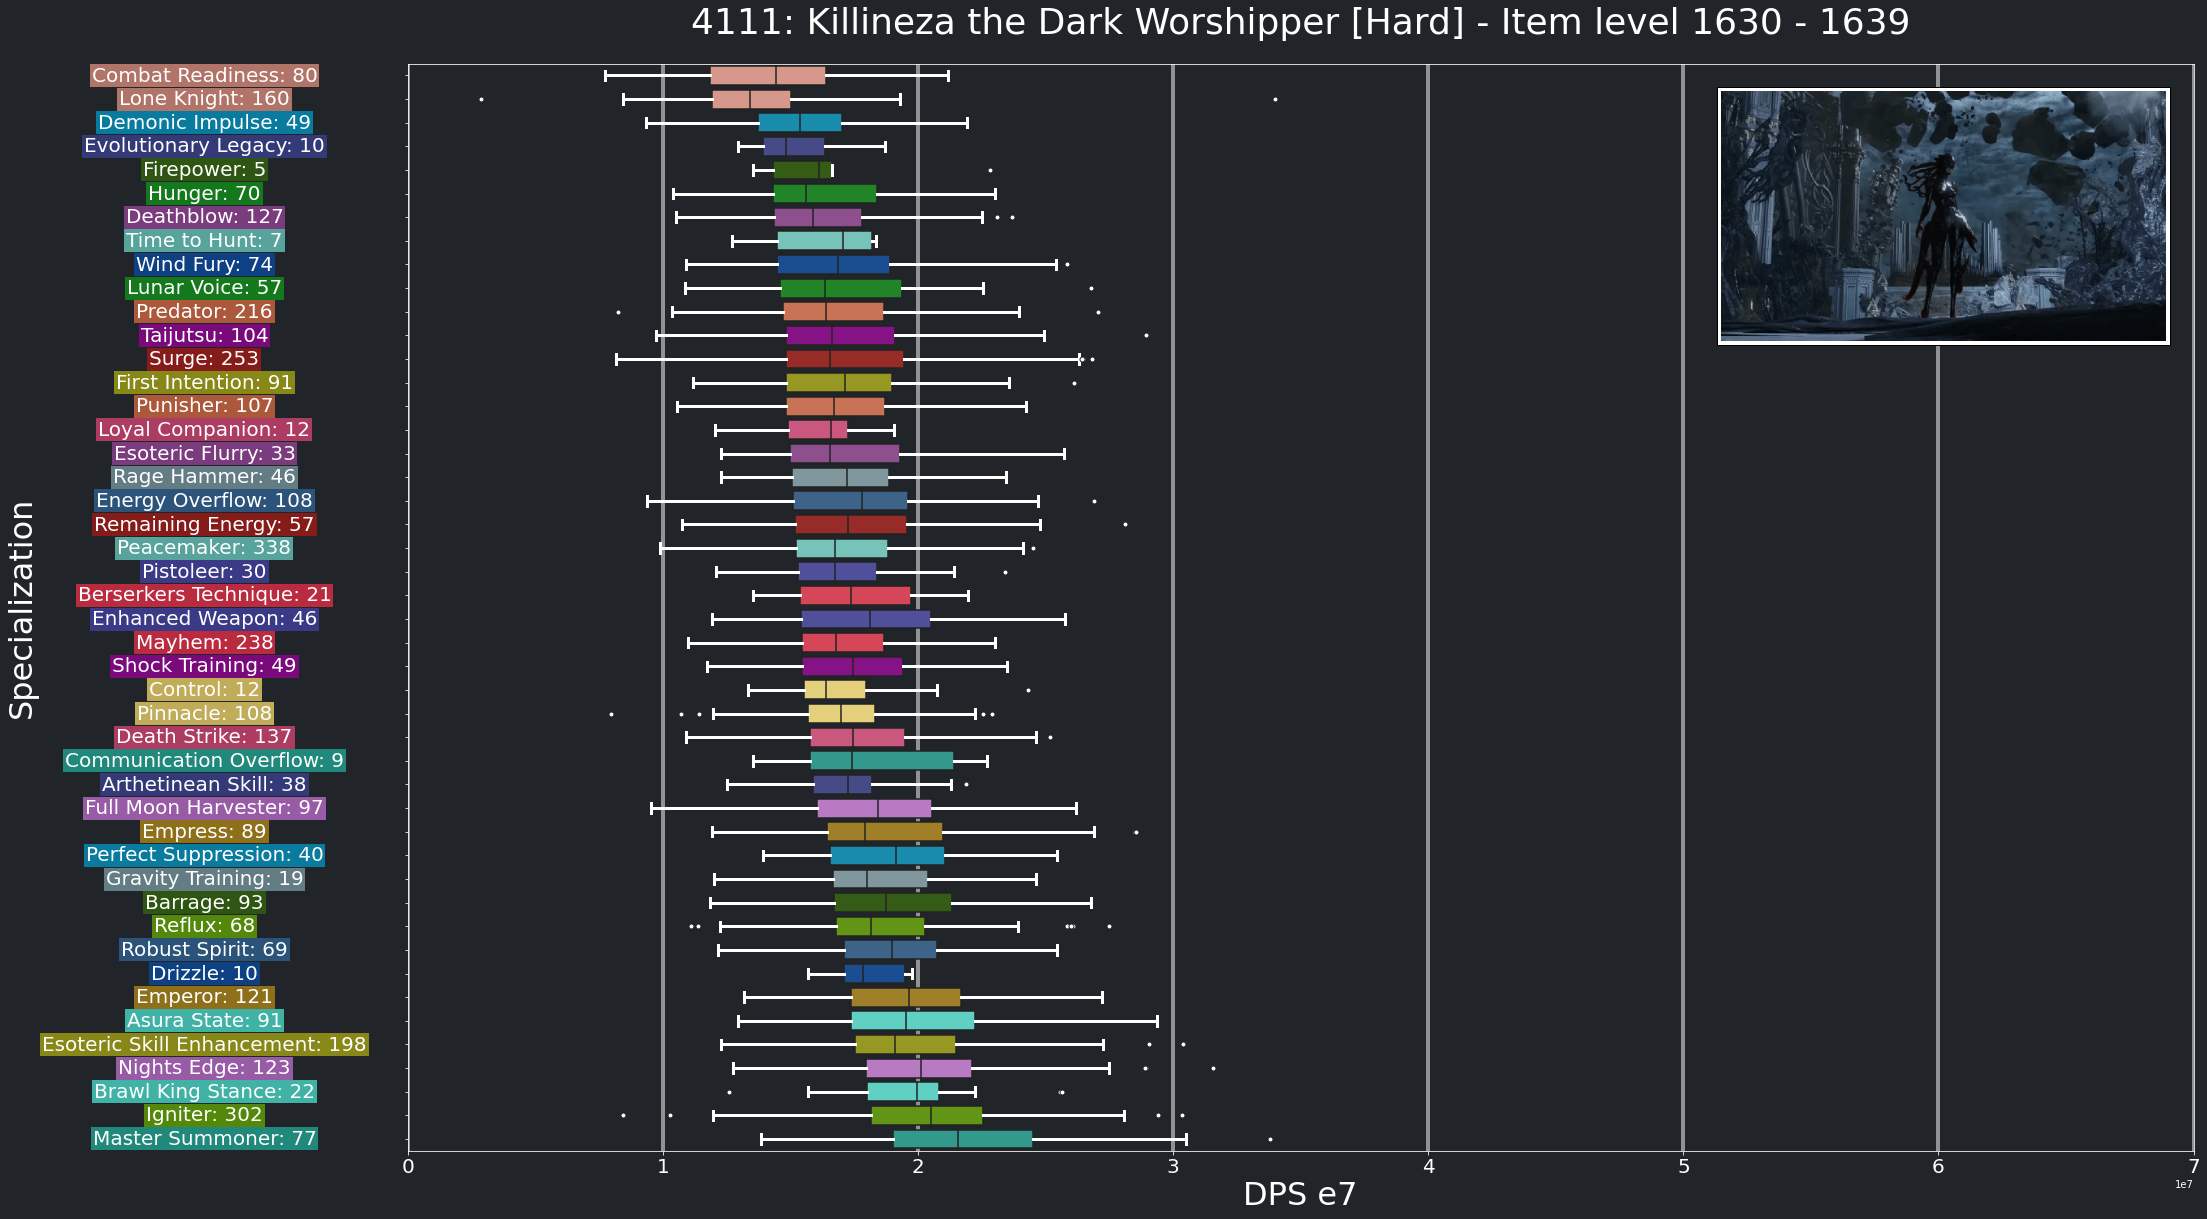 4111: Killineza the Dark Worshipper [Hard] - Item level 1630 - 1639
Specialization
Combat Readiness: 80
Lone Knight: 160
Demonic Impulse: 49
Evolutionary Legacy: 10
Firepower: 5
Hunger: 70
Deathblow: 127
Time to Hunt: 7
Wind Fury: 74
Lunar Voice: 57
Predator: 216
Taijutsu: 104
Surge: 253
First Intention: 91
Punisher: 107
Loyal Companion: 12
Esoteric Flurry: 33
Rage Hammer: 46
Energy Overflow: 108
Remaining Energy: 57
Peacemaker: 338
Pistoleer: 30
Berserkers Technique: 21
Enhanced Weapon: 46
Mayhem: 238
Shock Training: 49
Control: 12
Pinnacle: 108
Death Strike: 137
Communication Overflow: 9
Arthetinean Skill: 38
Full Moon Harvester: 97
Empress: 89
Perfect Suppression: 40
Gravity Training: 19
Barrage: 93
Reflux: 68
Robust Spirit: 69
Drizzle: 10
Emperor: 121
Asura State: 91
Esoteric Skill Enhancement: 198
Nights Edge: 123
Brawl King Stance: 22
Igniter: 302
Master Summoner: 77
0 1 2 3 4 5 6 7
1e7
DPS e7